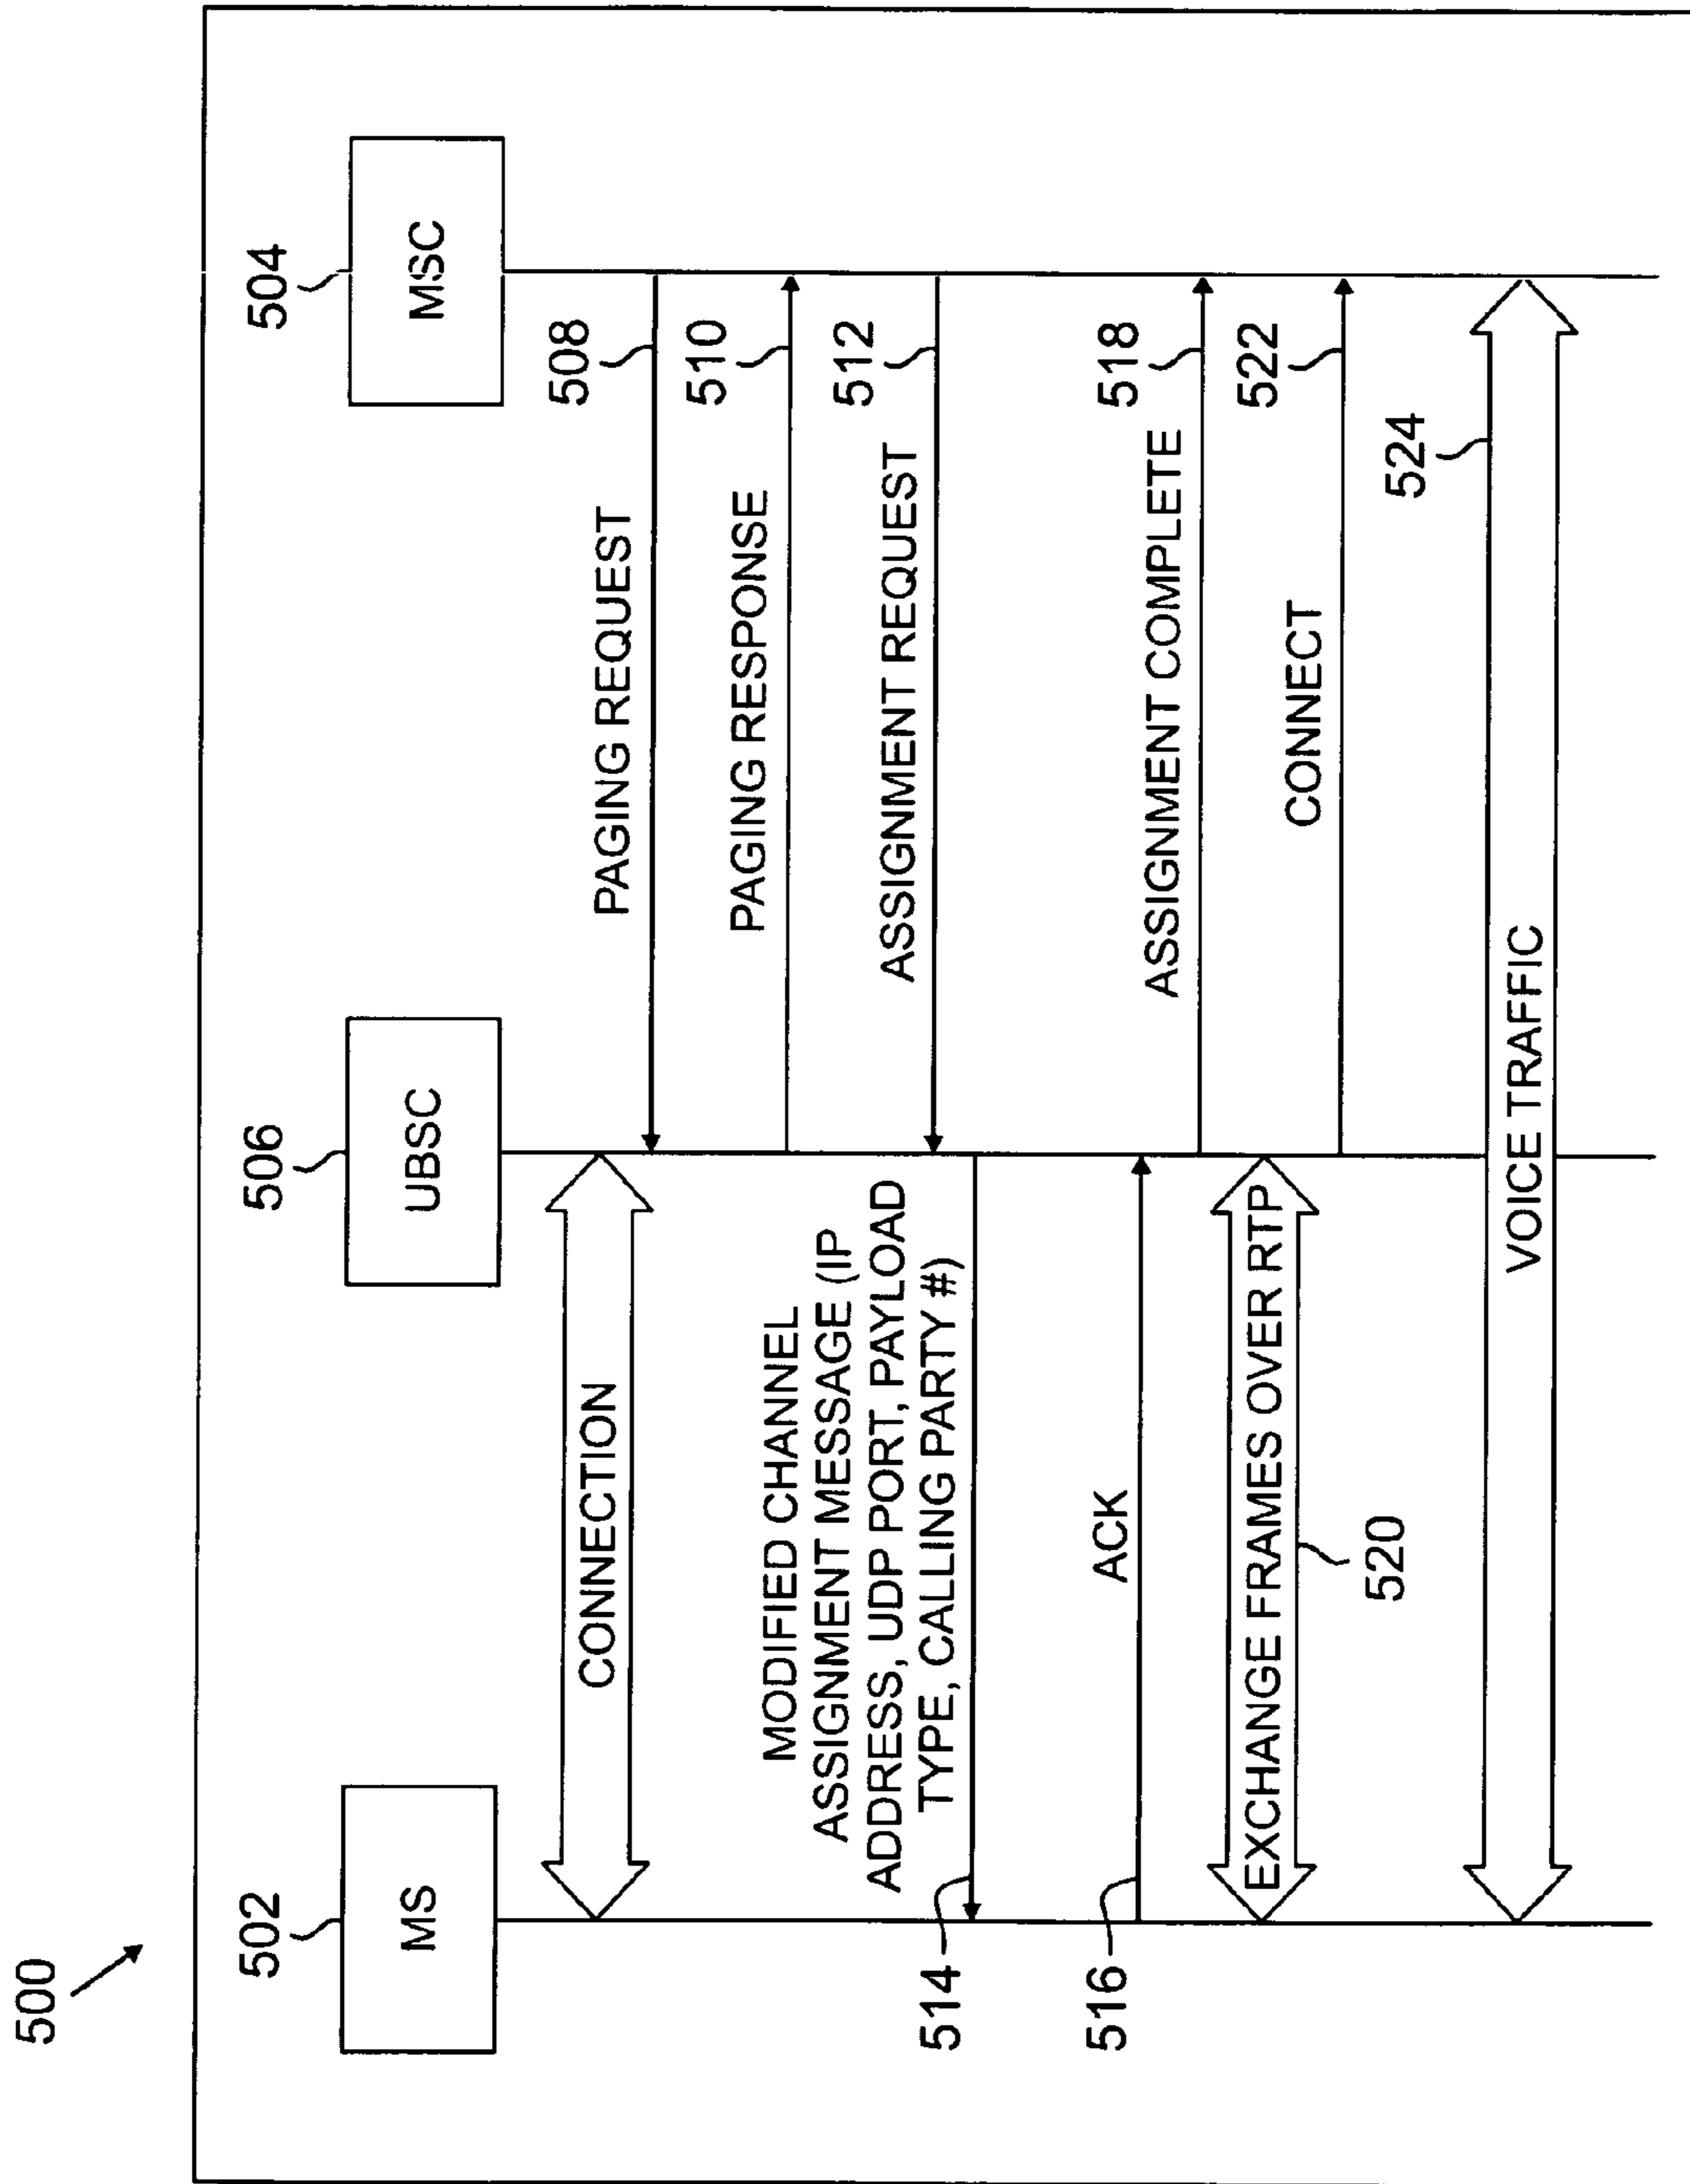 500
502
MS
506
UBSC
504
MSC
CONNECTION
PAGING REQUEST
508
PAGING RESPONSE
510
ASSIGNMENT REQUEST
512
MODIFIED CHANNEL
ASSIGNMENT MESSAGE (IP
ADDRESS, UDP PORT, PAYLOAD
TYPE, CALLING PARTY #)
514
ACK
516
ASSIGNMENT COMPLETE
518
EXCHANGE FRAMES OVER RTP
520
CONNECT
522
VOICE TRAFFIC
524